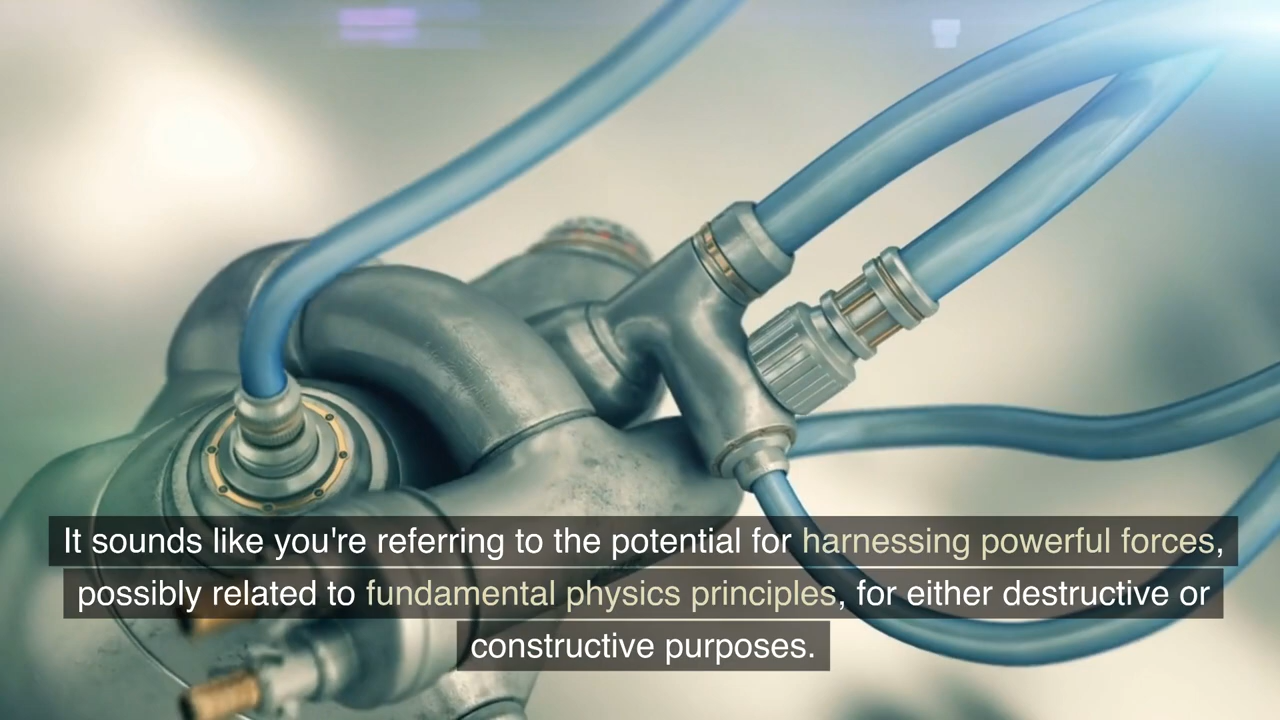 It sounds like you're referring to the potential for harnessing powerful forces,
possibly related to fundamental physics principles, for either destructive or
constructive purposes.